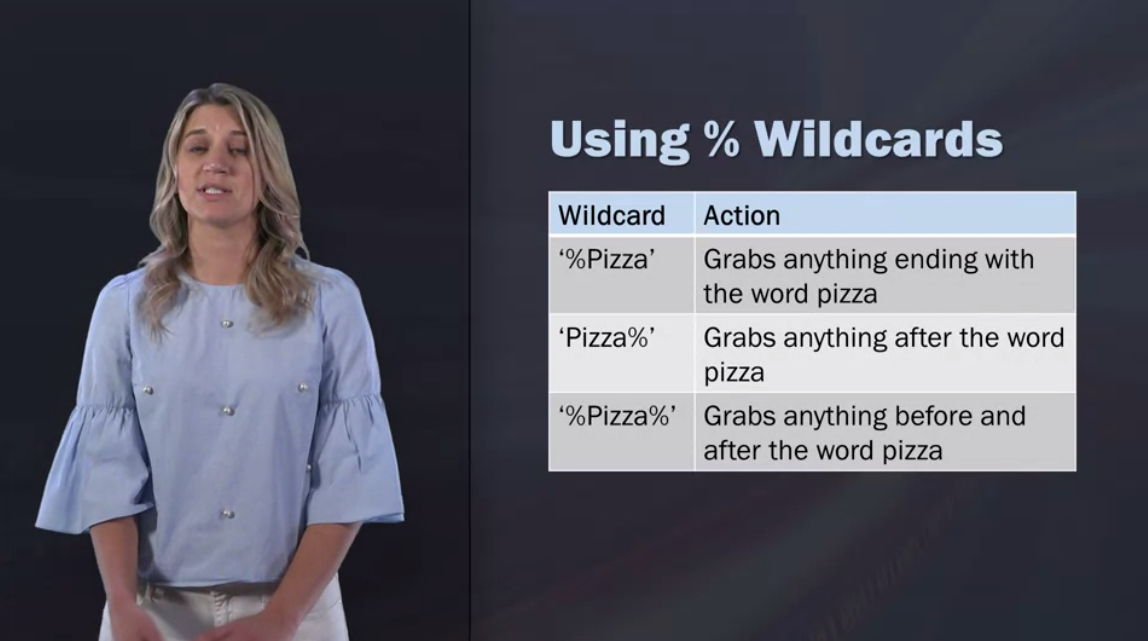 Using % Wildcards
Wildcard Action
‘%Pizza’ Grabs anything ending with
the word pizza
‘Pizza%’ Grabs anything after the word
pizza
‘%Pizza%’ Grabs anything before and
after the word pizza